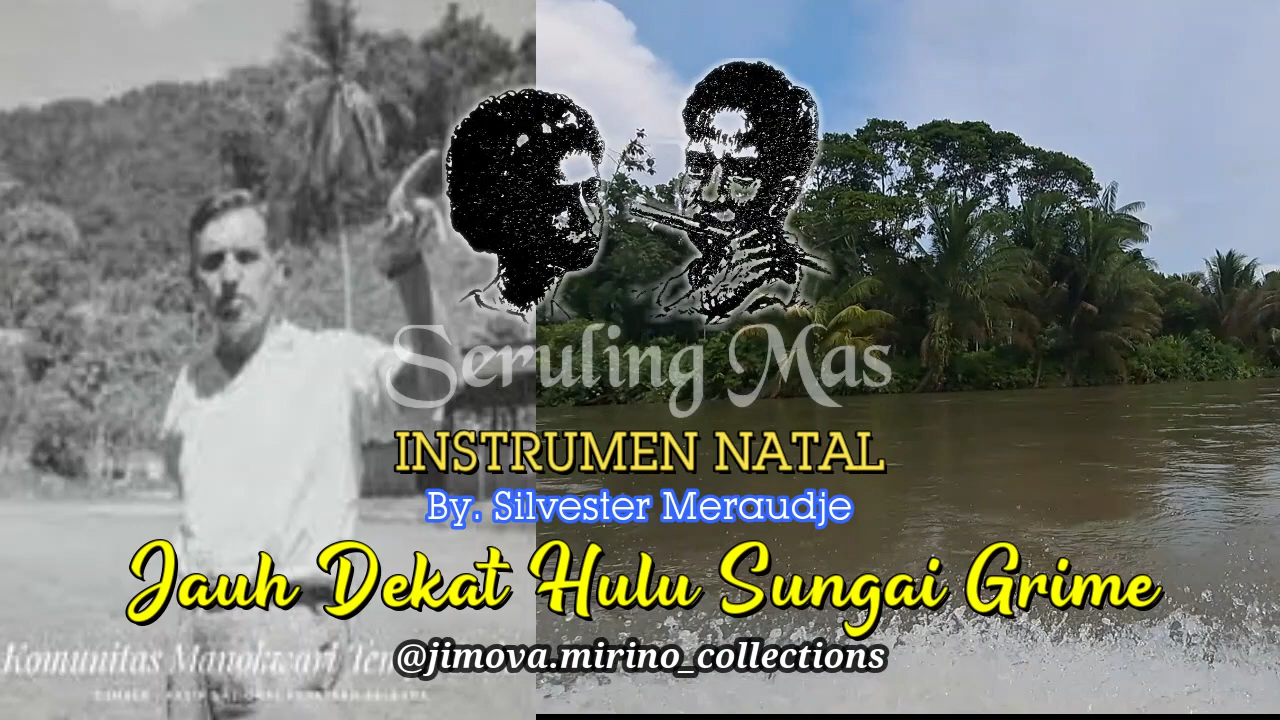 Seruling Mas
INSTRUMEN NATAL
By. Silvester Meraudje
Jauh Dekat Hulu Sungai Grime
Komunitas Manokwari
@jimova.mirino_collections